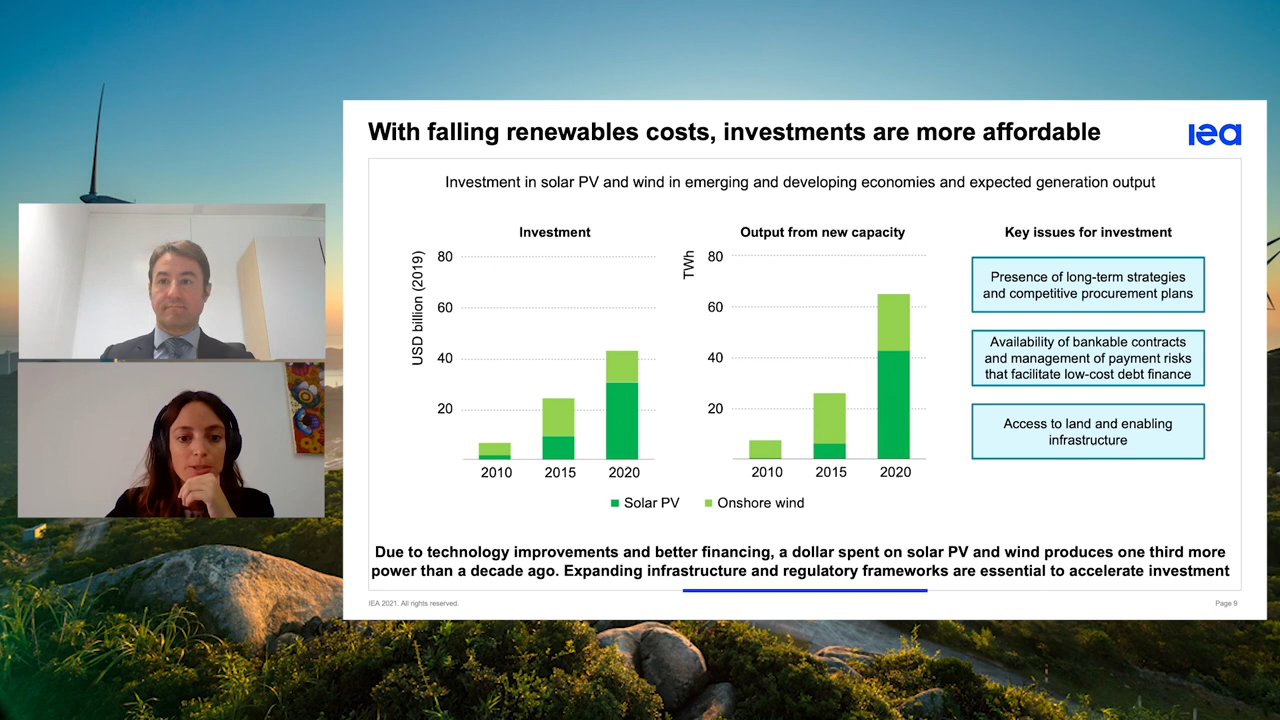 With falling renewables costs, investments are more affordable
iea
Investment in solar PV and wind in emerging and developing economies and expected generation output
Investment
USD billion (2019)
80
60
40
20
2010
2015
2020
Output from new capacity
TWh
80
60
40
20
2010
2015
2020
Solar PV
Onshore wind
Key issues for investment
Presence of long-term strategies
and competitive procurement plans
Availability of bankable contracts
and management of payment risks
that facilitate low-cost debt finance
Access to land and enabling
infrastructure
Due to technology improvements and better financing, a dollar spent on solar PV and wind produces one third more
power than a decade ago. Expanding infrastructure and regulatory frameworks are essential to accelerate investment
IEA 2021. All rights reserved.
Page 9